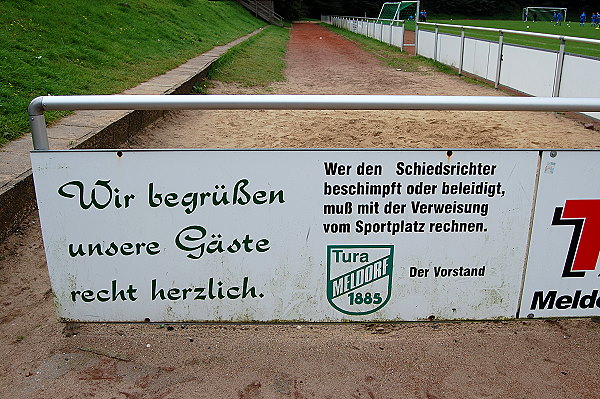 Wir begrüßen
unsere Gäste
recht herzlich.
Wer den Schiedsrichter
beschimpft oder beleidigt,
muß mit der Verweisung
vom Sportplatz rechnen.
Tura
MELDORF
1885
Der Vorstand